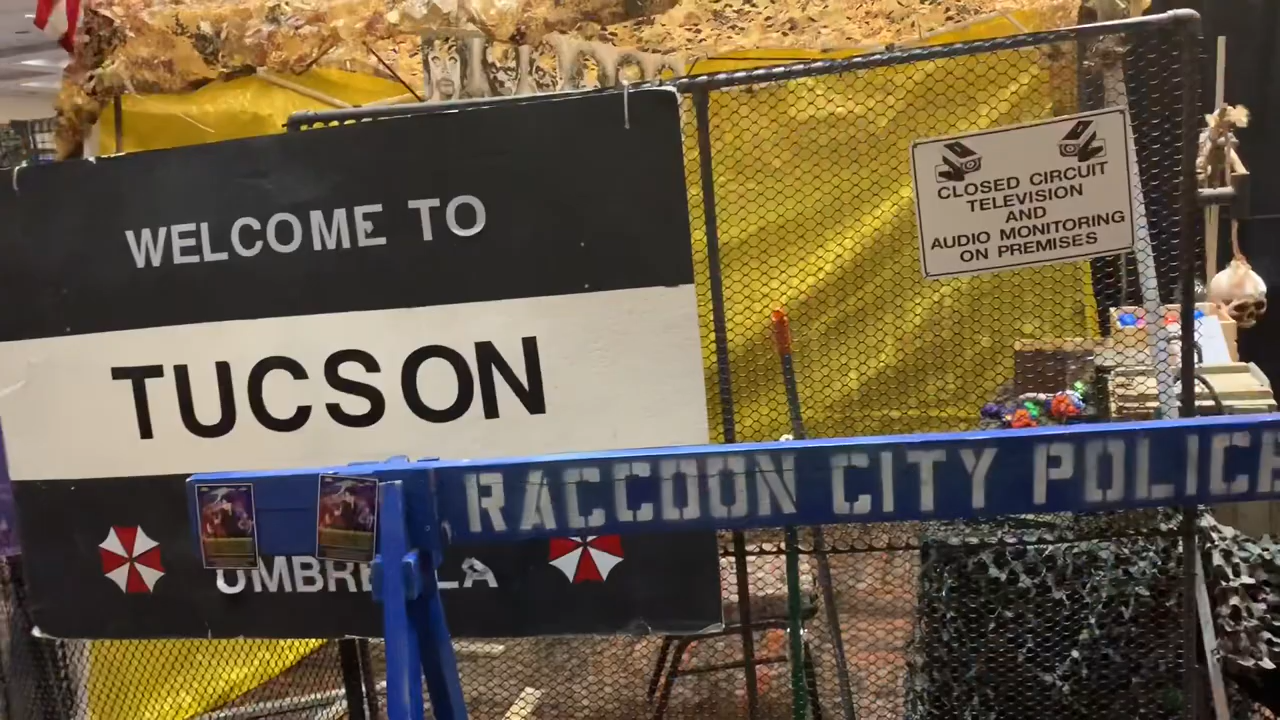 WELCOME TO
TUCSON
UMBRELLA
CLOSED CIRCUIT
TELEVISION
AND
AUDIO MONITORING
ON PREMISES
RACCOON CITY POLICE